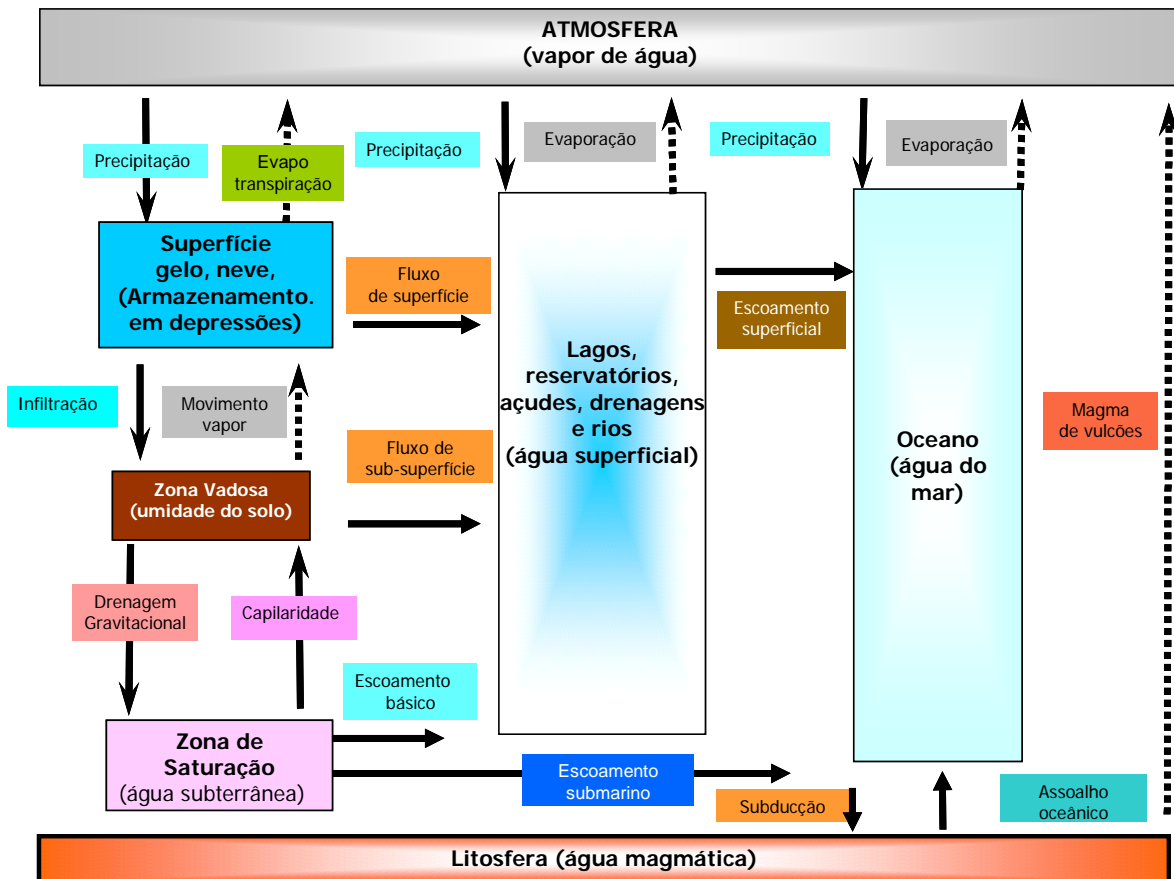 ATMOSFERA
(vapor de água)
Precipitação
Evapo
transpiração
Precipitação
Evaporação
Precipitação
Evaporação
Superfície
gelo, neve,
(Armazenamento.
em depressões)
Fluxo
de superfície
Escoamento
superficial
Lagos,
reservatórios,
açudes, drenagens
e rios
(água superficial)
Infiltração
Movimento
vapor
Fluxo de
sub-superfície
Oceano
(água do
mar)
Magma
de vulcões
Zona Vadosa
(umidade do solo)
Drenagem
Gravitacional
Capilaridade
Escoamento
básico
Zona de
Saturação
(água subterrânea)
Escoamento
submarino
Subducção
Assoalho
oceânico
Litosfera (água magmática)